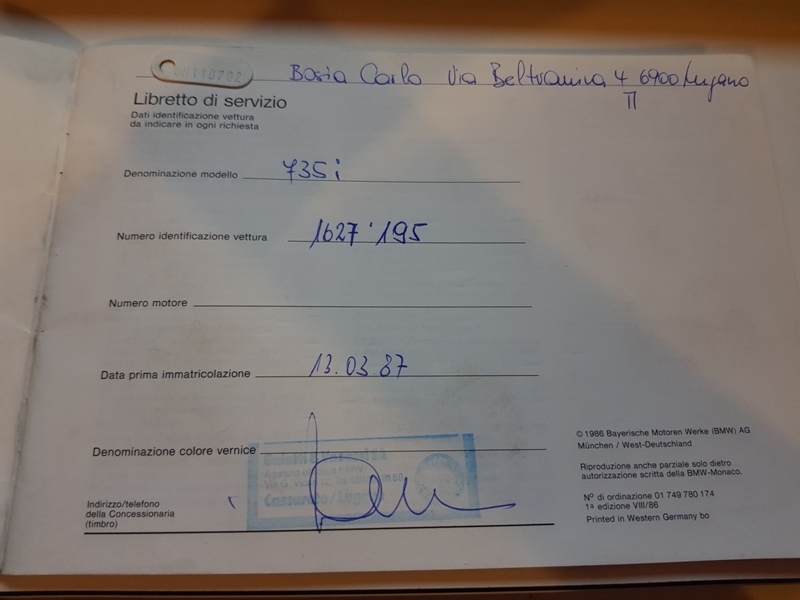 Bosia Carlo Via Beltramina 4 6900 Lugano
Libretto di servizio
Dati identificazione vettura
da indicare in ogni richiesta
Denominazione modello 735i
Numero identificazione vettura 1627'195
Numero motore
Data prima immatricolazione 13.03.87
Denominazione colore vernice
Indirizzo/telefono
della Concessionaria
(timbro)
© 1986 Bayerische Motoren Werke (BMW) AG
München / West-Deutschland
Riproduzione anche parziale solo dietro
autorizzazione scritta della BMW-Monaco.
Nº di ordinazione 01 749 780 174
1ª edizione VIII/86
Printed in Western Germany bo